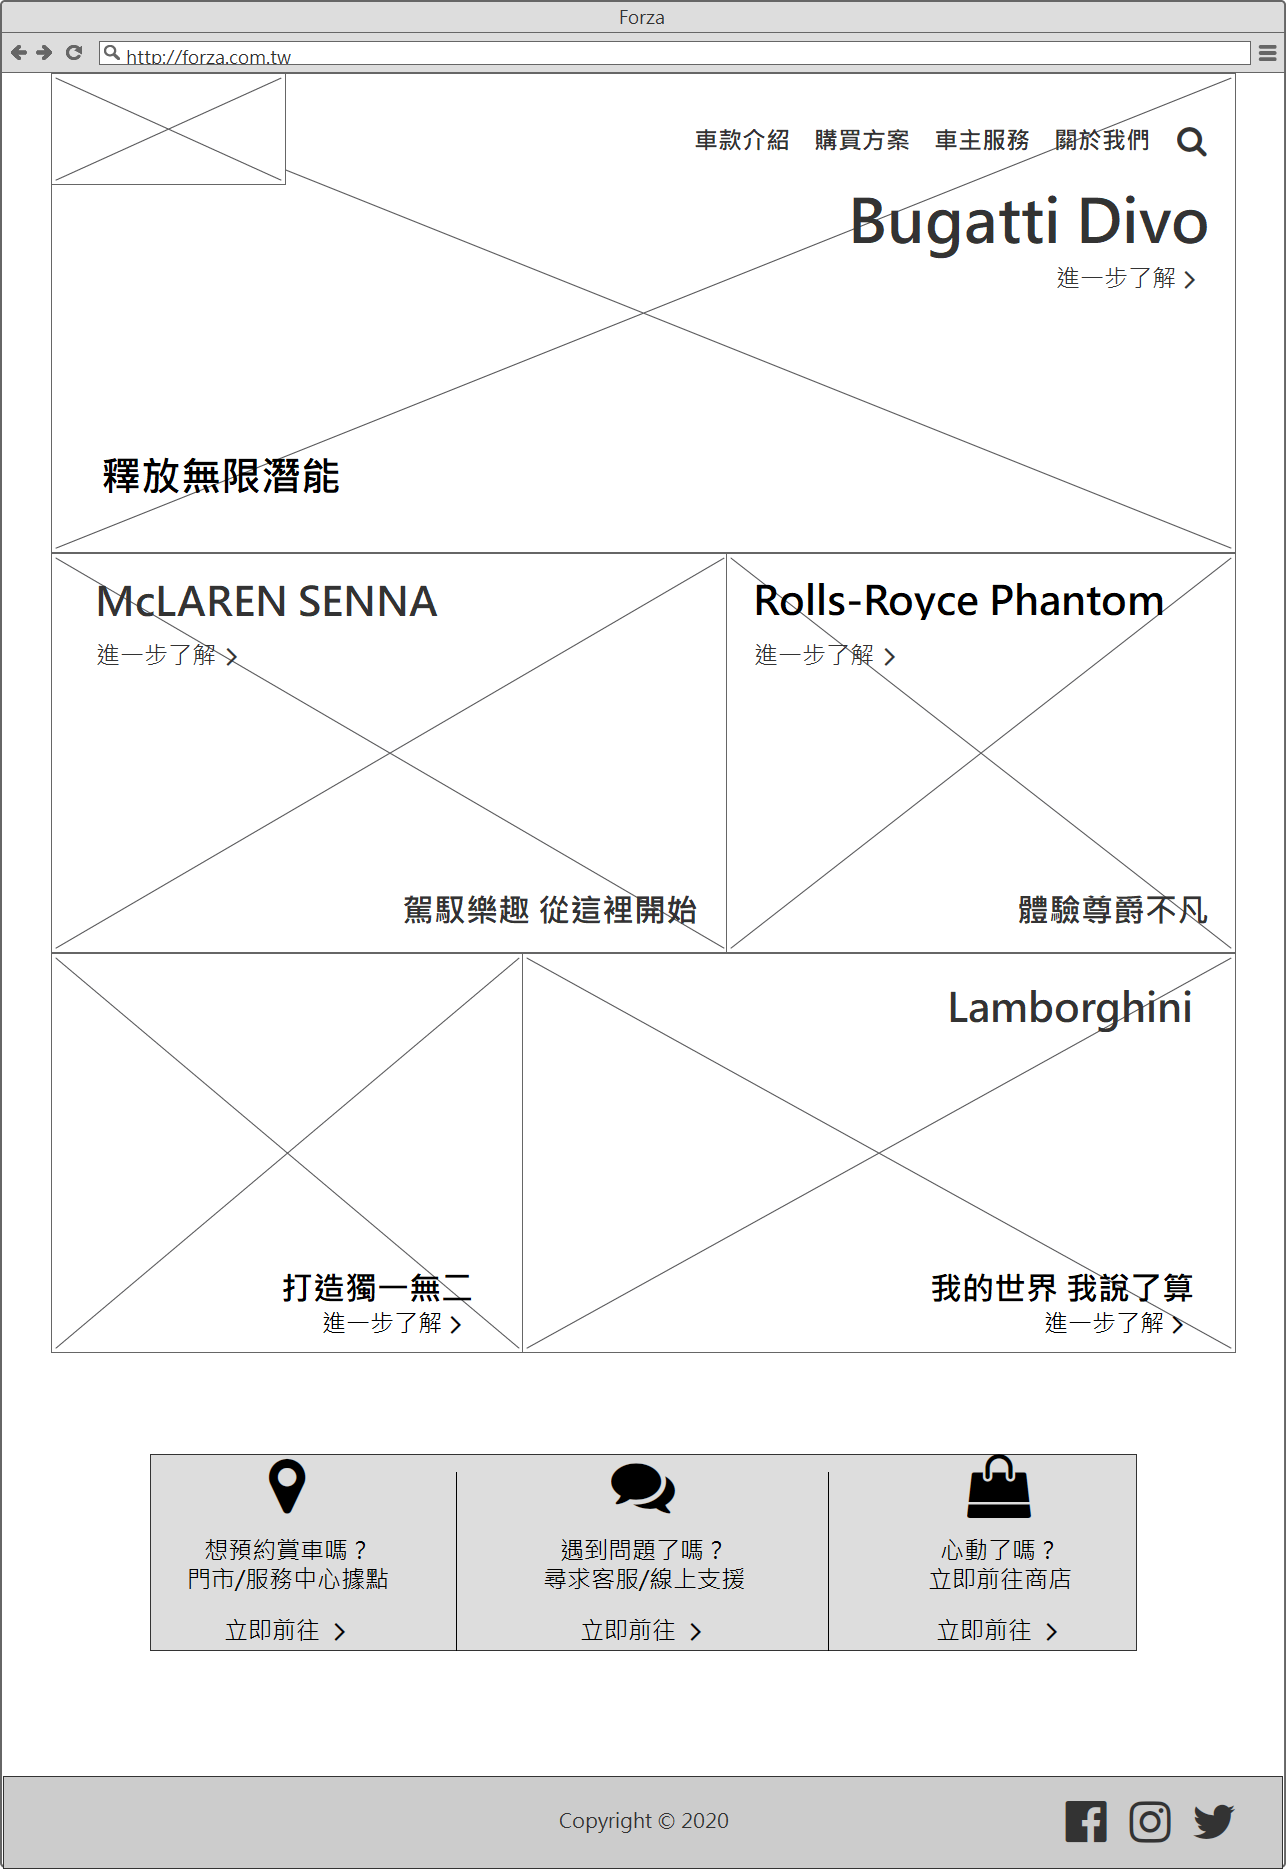 Forza
http://forza.com.tw
車款介紹 購買方案 車主服務 關於我們
Bugatti Divo
進一步了解
釋放無限潛能
McLAREN SENNA
進一步了解
駕馭樂趣 從這裡開始
Rolls-Royce Phantom
進一步了解
體驗尊爵不凡
打造獨一無二
進一步了解
Lamborghini
我的世界 我說了算
進一步了解
想預約賞車嗎？
門市/服務中心據點
立即前往
遇到問題了嗎？
尋求客服/線上支援
立即前往
心動了嗎？
立即前往商店
立即前往
Copyright © 2020